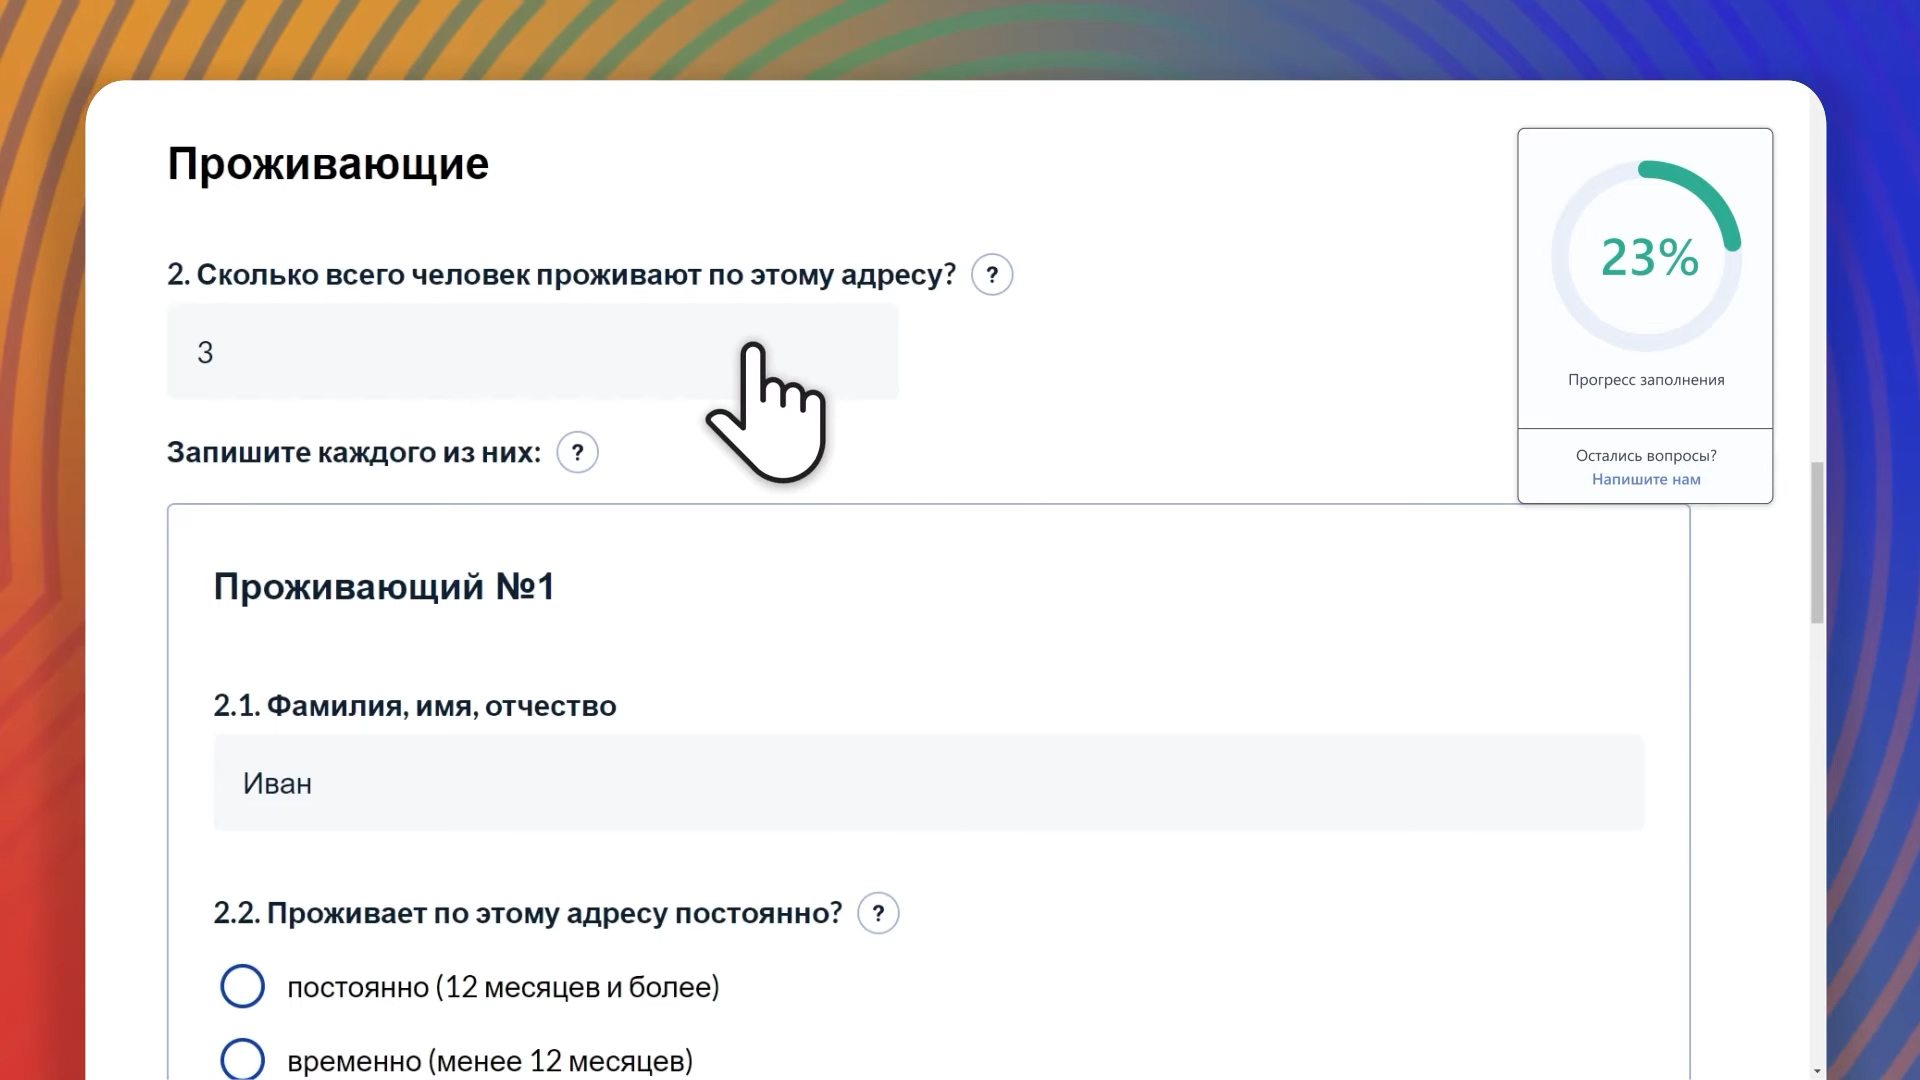 Проживающие
23%
2. Сколько всего человек проживают по этому адресу? ?
3
Прогресс заполнения
Запишите каждого из них: ?
Остались вопросы?
Напишите нам
Проживающий №1
2.1. Фамилия, имя, отчество
Иван
2.2. Проживает по этому адресу постоянно? ?
постоянно (12 месяцев и более)
временно (менее 12 месяцев)